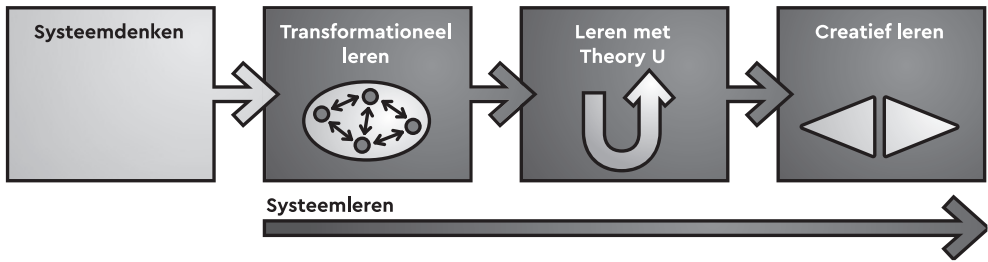 Systeemdenken
Transformationeel
leren
Leren met
Theory U
Creatief leren
Systeemleren